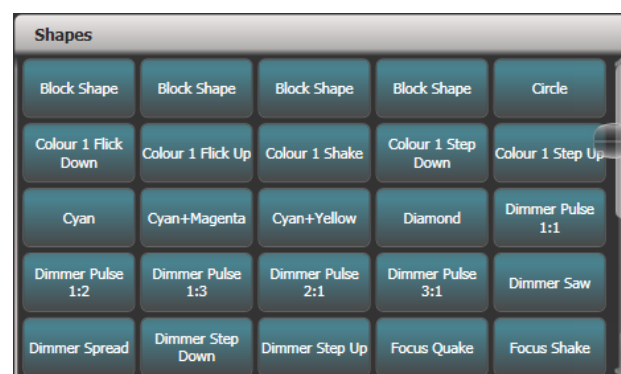 Shapes
Block Shape
Block Shape
Block Shape
Block Shape
Circle
Colour 1 Flick
Down
Colour 1 Flick Up
Colour 1 Shake
Colour 1 Step
Down
Colour 1 Step Up
Cyan
Cyan+Magenta
Cyan+Yellow
Diamond
Dimmer Pulse
1:1
Dimmer Pulse
1:2
Dimmer Pulse
1:3
Dimmer Pulse
2:1
Dimmer Pulse
3:1
Dimmer Saw
Dimmer Spread
Dimmer Step
Down
Dimmer Step Up
Focus Quake
Focus Shake